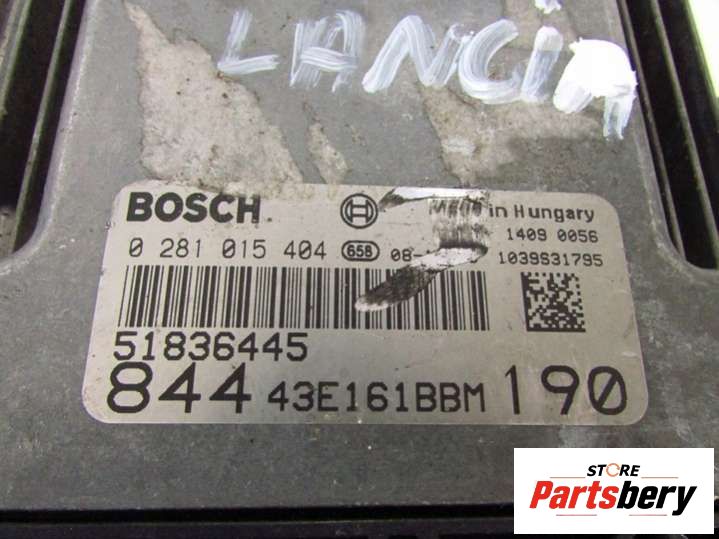 LANCIA
BOSCH in Hungary
0 281 015 404 658 08- 1409 0056
1039S31795
51836445
844 43E161BBM 190
STORE
Partsbery